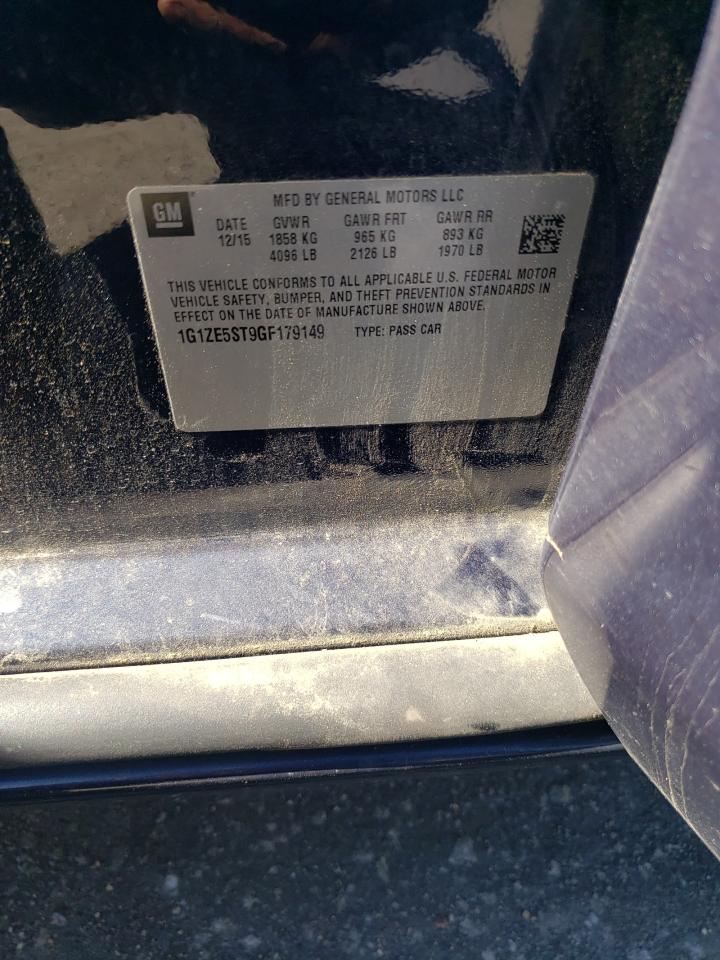 GM
MFD BY GENERAL MOTORS LLC
DATE GVWR GAWR FRT GAWR RR
12/15 1858 KG 965 KG 893 KG
4096 LB 2126 LB 1970 LB
THIS VEHICLE CONFORMS TO ALL APPLICABLE U.S. FEDERAL MOTOR
VEHICLE SAFETY, BUMPER, AND THEFT PREVENTION STANDARDS IN
EFFECT ON THE DATE OF MANUFACTURE SHOWN ABOVE.
1G1ZE5ST9GF179149 TYPE: PASS CAR